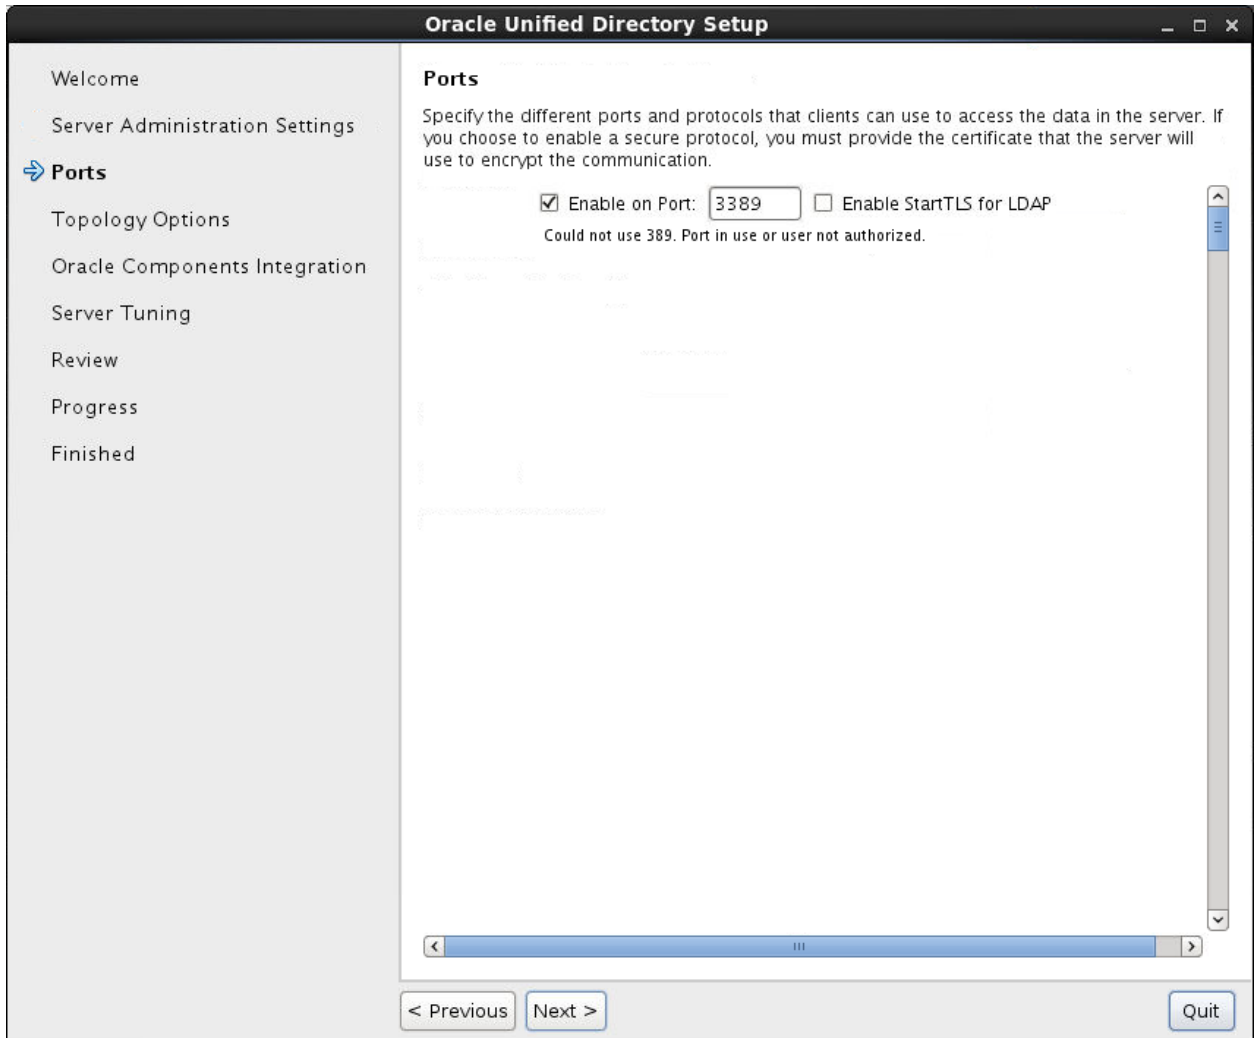 Oracle Unified Directory Setup
Welcome
Server Administration Settings
Ports
Topology Options
Oracle Components Integration
Server Tuning
Review
Progress
Finished
Ports
Specify the different ports and protocols that clients can use to access the data in the server. If
you choose to enable a secure protocol, you must provide the certificate that the server will
use to encrypt the communication.
Enable on Port: 3389 Enable StartTLS for LDAP
Could not use 389. Port in use or user not authorized.
< Previous Next > Quit